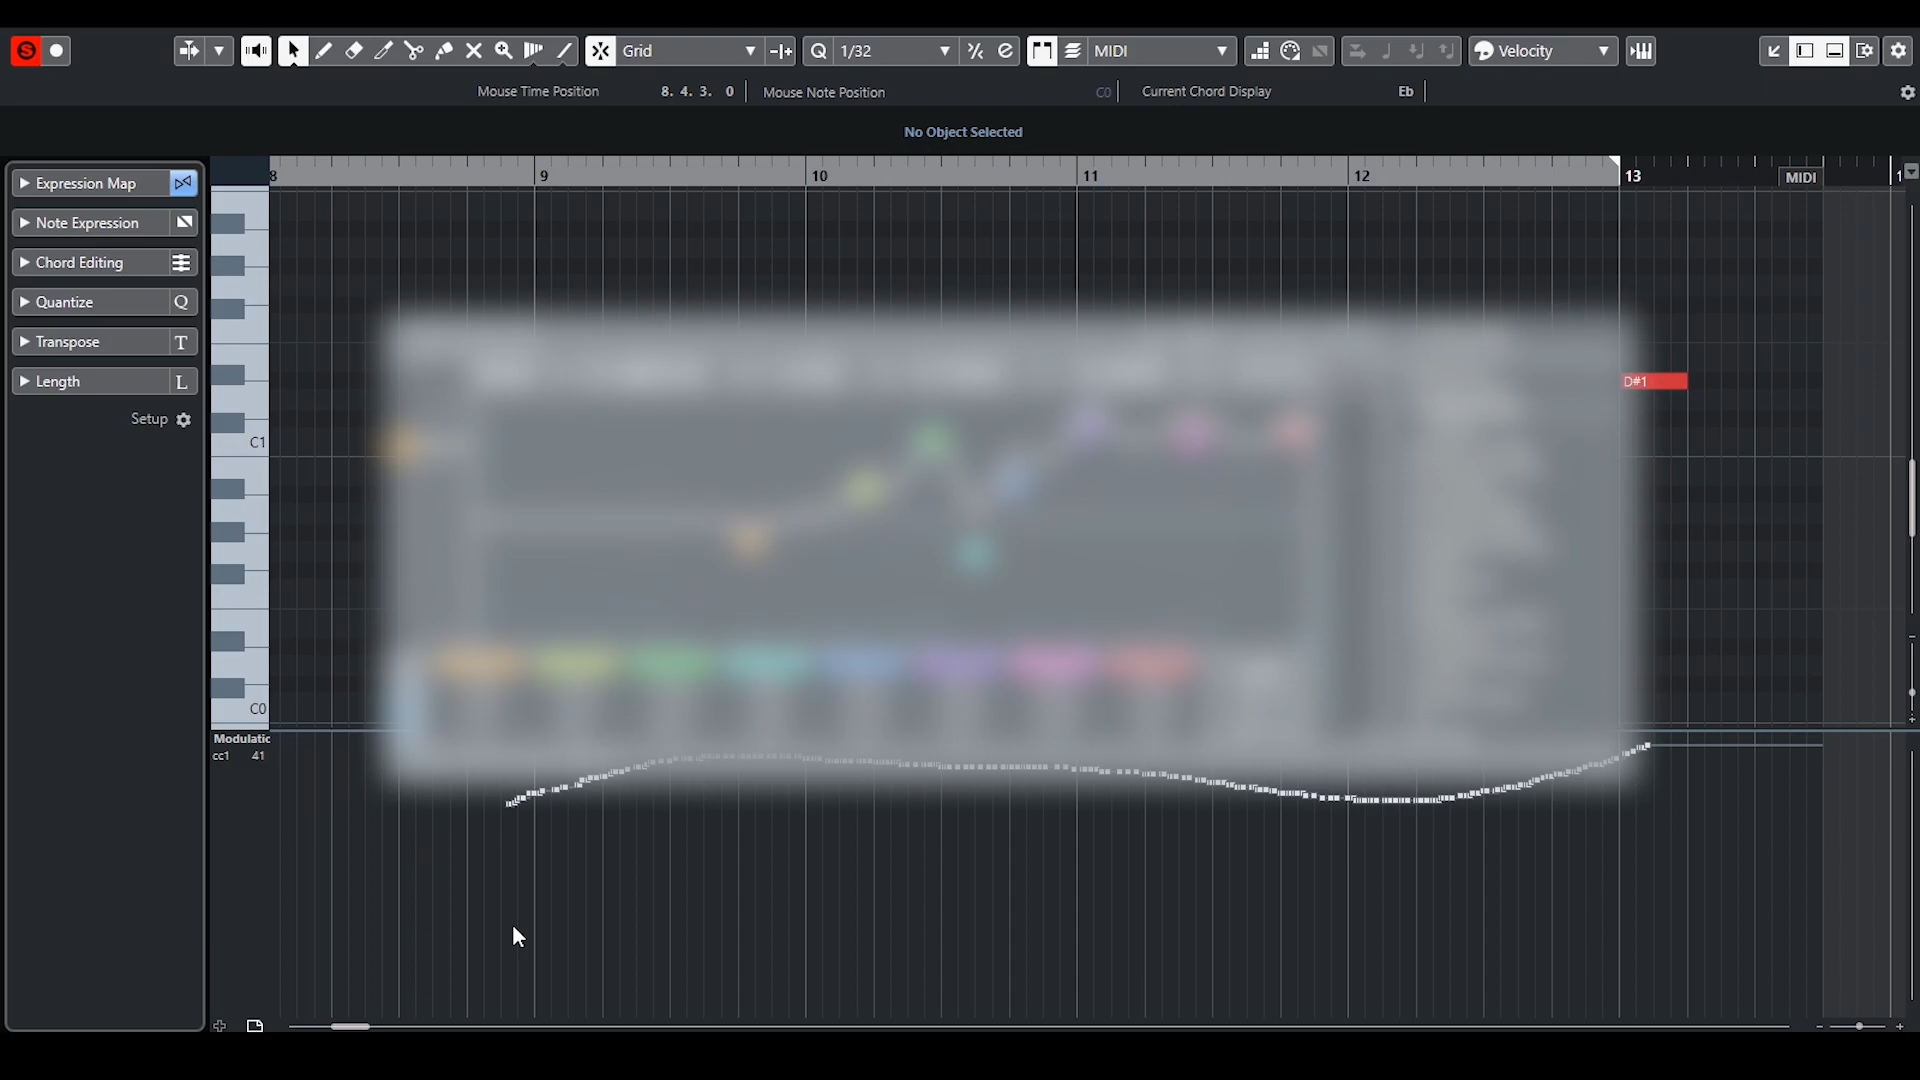 Grid
1/32
MIDI
Velocity
Mouse Time Position 8. 4. 3. 0
Mouse Note Position C0
Current Chord Display Eb
No Object Selected
8 9 10 11 12 13
MIDI
Expression Map
Note Expression
Chord Editing
Quantize Q
Transpose T
Length L
Setup
D#1
C1
C0
Modulatic
cc1 41